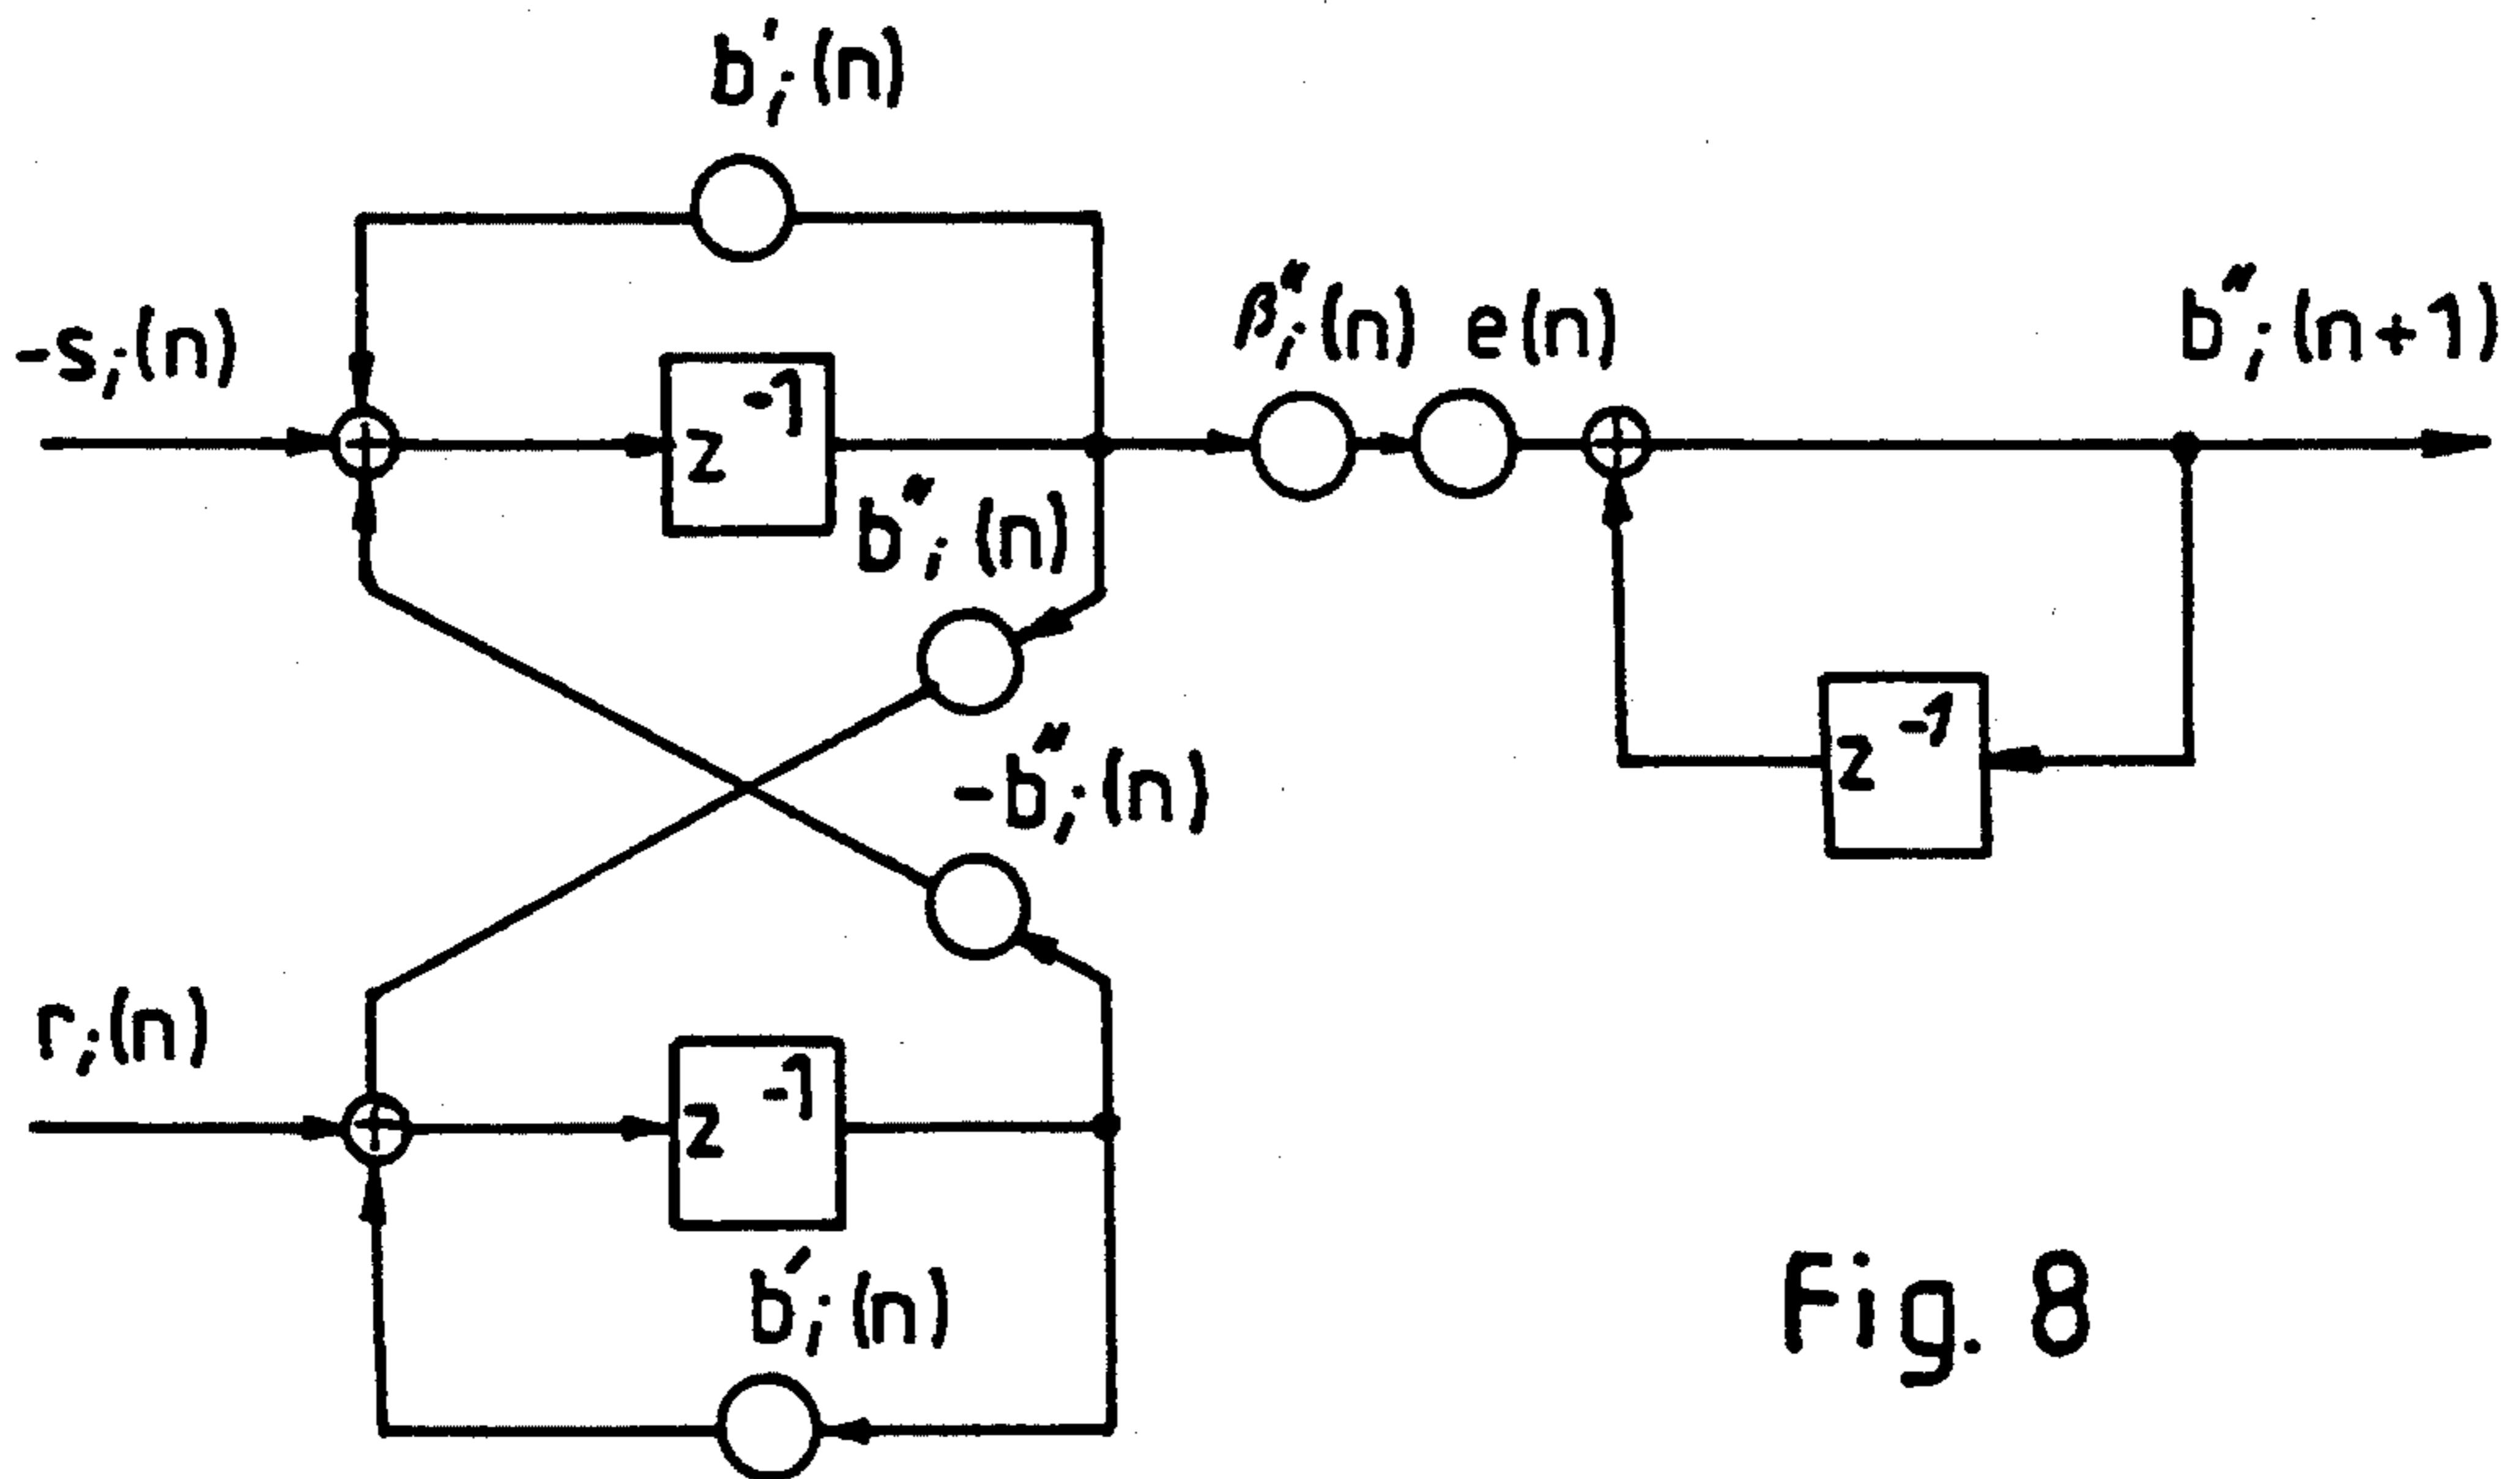 b'ᵢ(n)
-sᵢ(n)
z⁻¹
β''ᵢ(n) e(n)
b''ᵢ(n+1)
b''ᵢ(n)
-b''ᵢ(n)
z⁻¹
rᵢ(n)
z⁻¹
b'ᵢ(n)
Fig. 8